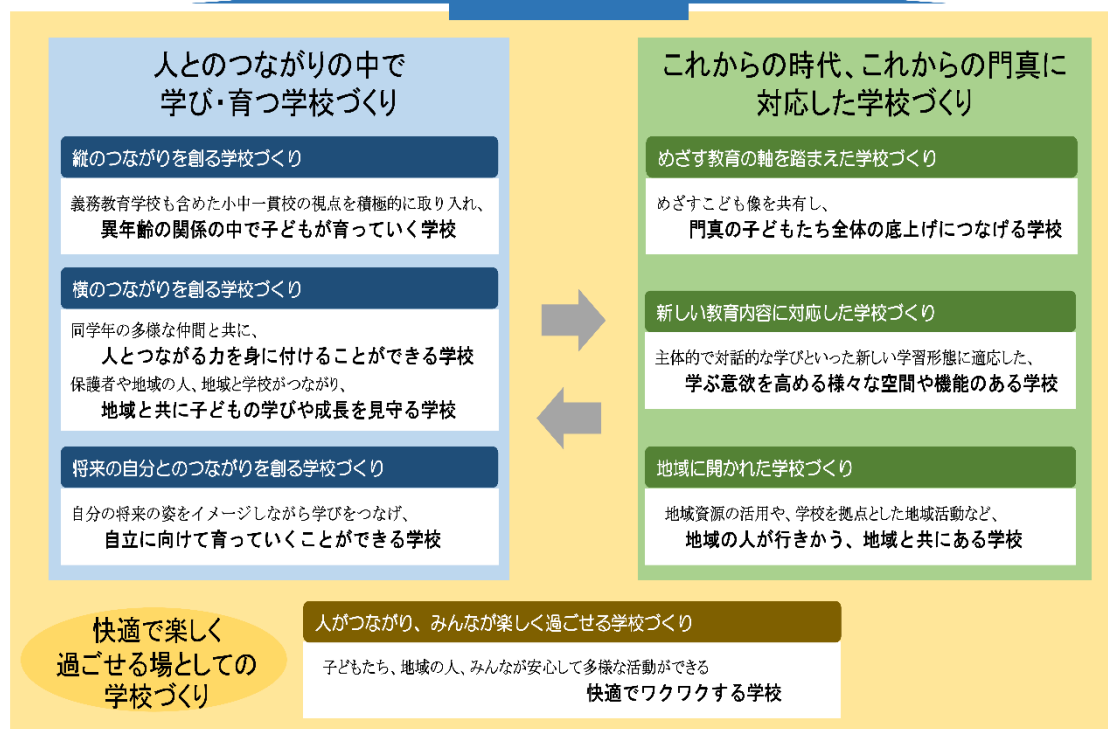 人とのつながりの中で
学び・育つ学校づくり
縦のつながりを創る学校づくり
義務教育学校も含めた小中一貫校の視点を積極的に取り入れ、
異年齢の関係の中で子どもが育っていく学校
横のつながりを創る学校づくり
同学年の多様な仲間と共に、
人とつながる力を身に付けることができる学校
保護者や地域の人、地域と学校がつながり、
地域と共に子どもの学びや成長を見守る学校
将来の自分とのつながりを創る学校づくり
自分の将来の姿をイメージしながら学びをつなげ、
自立に向けて育っていくことができる学校
これからの時代、これからの門真に
対応した学校づくり
めざす教育の軸を踏まえた学校づくり
めざすこども像を共有し、
門真の子どもたち全体の底上げにつなげる学校
新しい教育内容に対応した学校づくり
主体的で対話的な学びといった新しい学習形態に適応した、
学ぶ意欲を高める様々な空間や機能のある学校
地域に開かれた学校づくり
地域資源の活用や、学校を拠点とした地域活動など、
地域の人が行きかう、地域と共にある学校
快適で楽しく
過ごせる場としての
学校づくり
人がつながり、みんなが楽しく過ごせる学校づくり
子どもたち、地域の人、みんなが安心して多様な活動ができる
快適でワクワクする学校